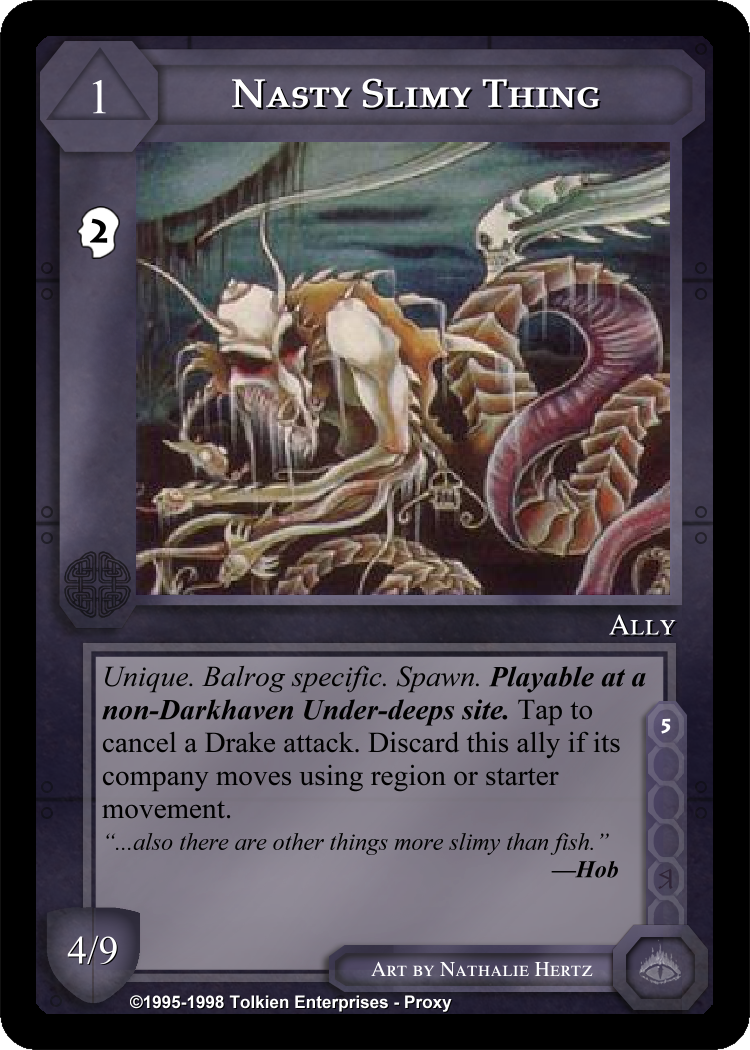 1
Nasty Slimy Thing
2
Ally
Unique. Balrog specific. Spawn. Playable at a
non-Darkhaven Under-deeps site. Tap to
cancel a Drake attack. Discard this ally if its
company moves using region or starter
movement.
“...also there are other things more slimy than fish.”
—Hob
5
4/9
Art by Nathalie Hertz
©1995-1998 Tolkien Enterprises - Proxy